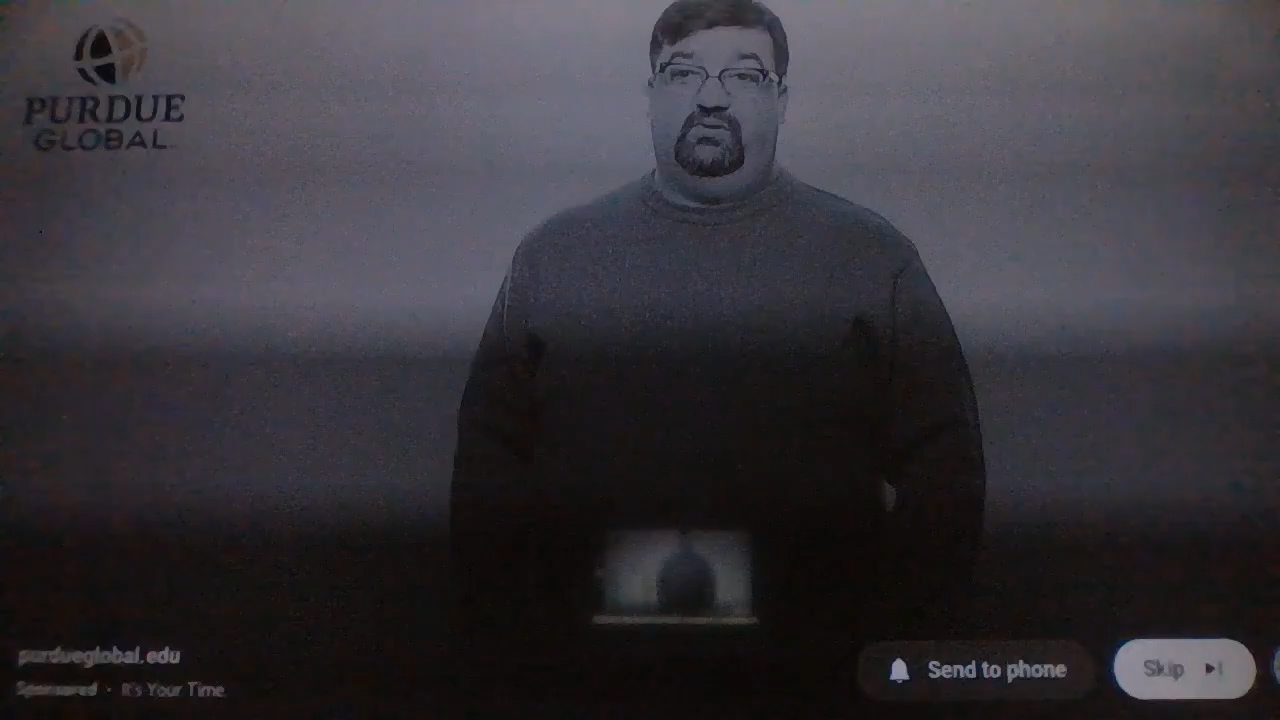 PURDUE
GLOBAL
purdueglobal.edu
Sponsored · It's Your Time
Send to phone
Skip